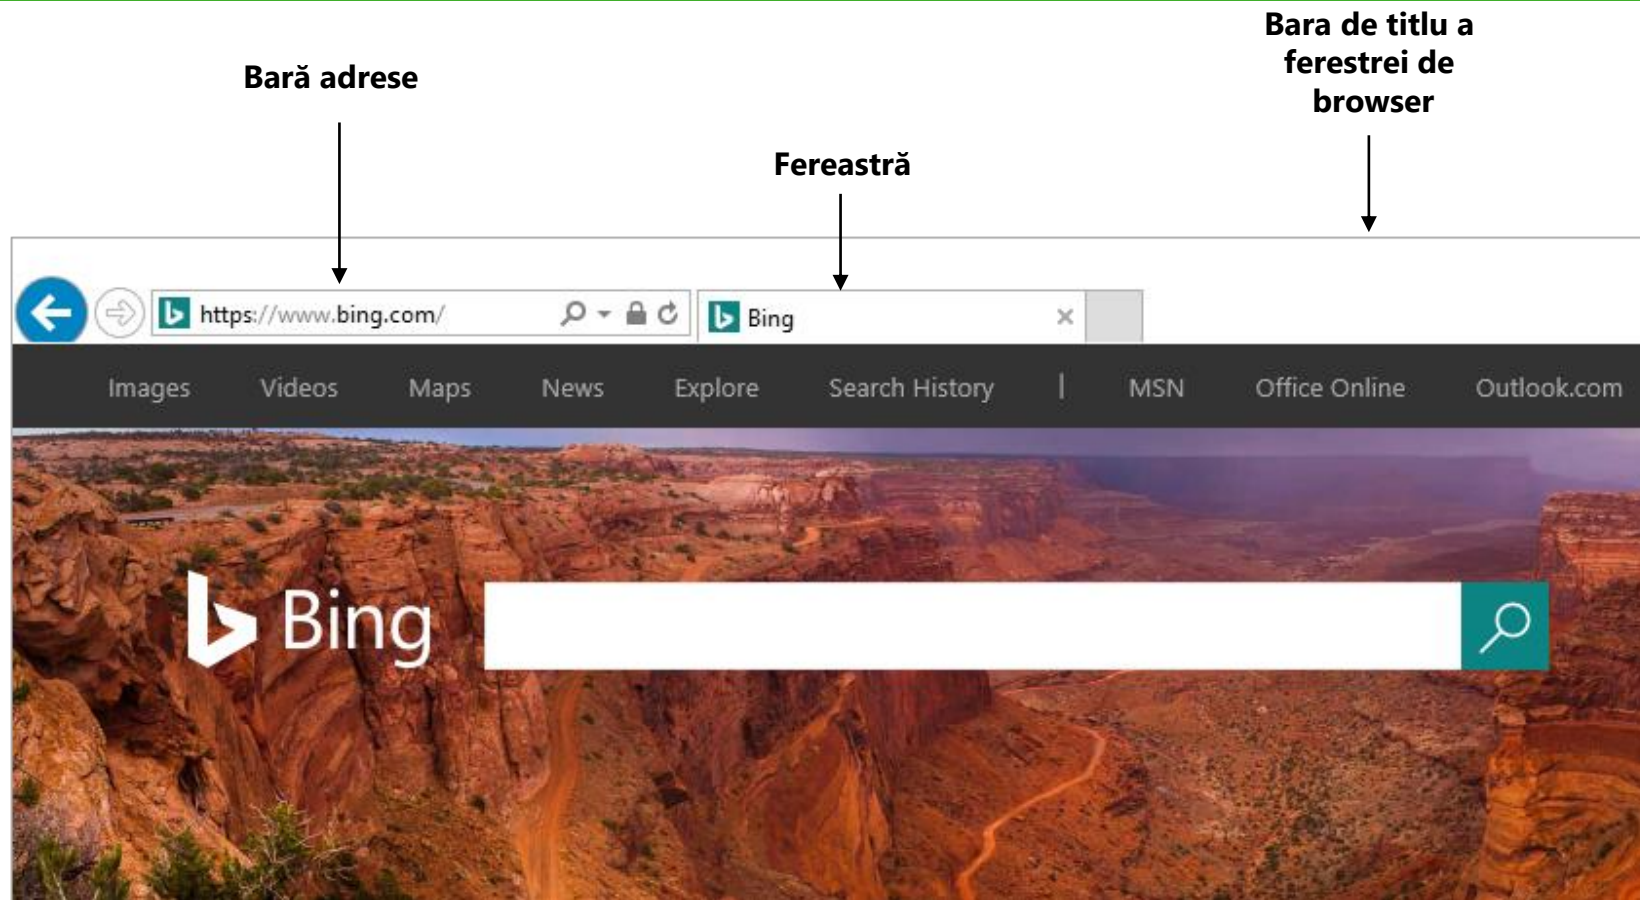 Bară adrese
Fereastră
Bara de titlu a
ferestrei de
browser
https://www.bing.com/
Bing
Images Videos Maps News Explore Search History | MSN Office Online Outlook.com
Bing